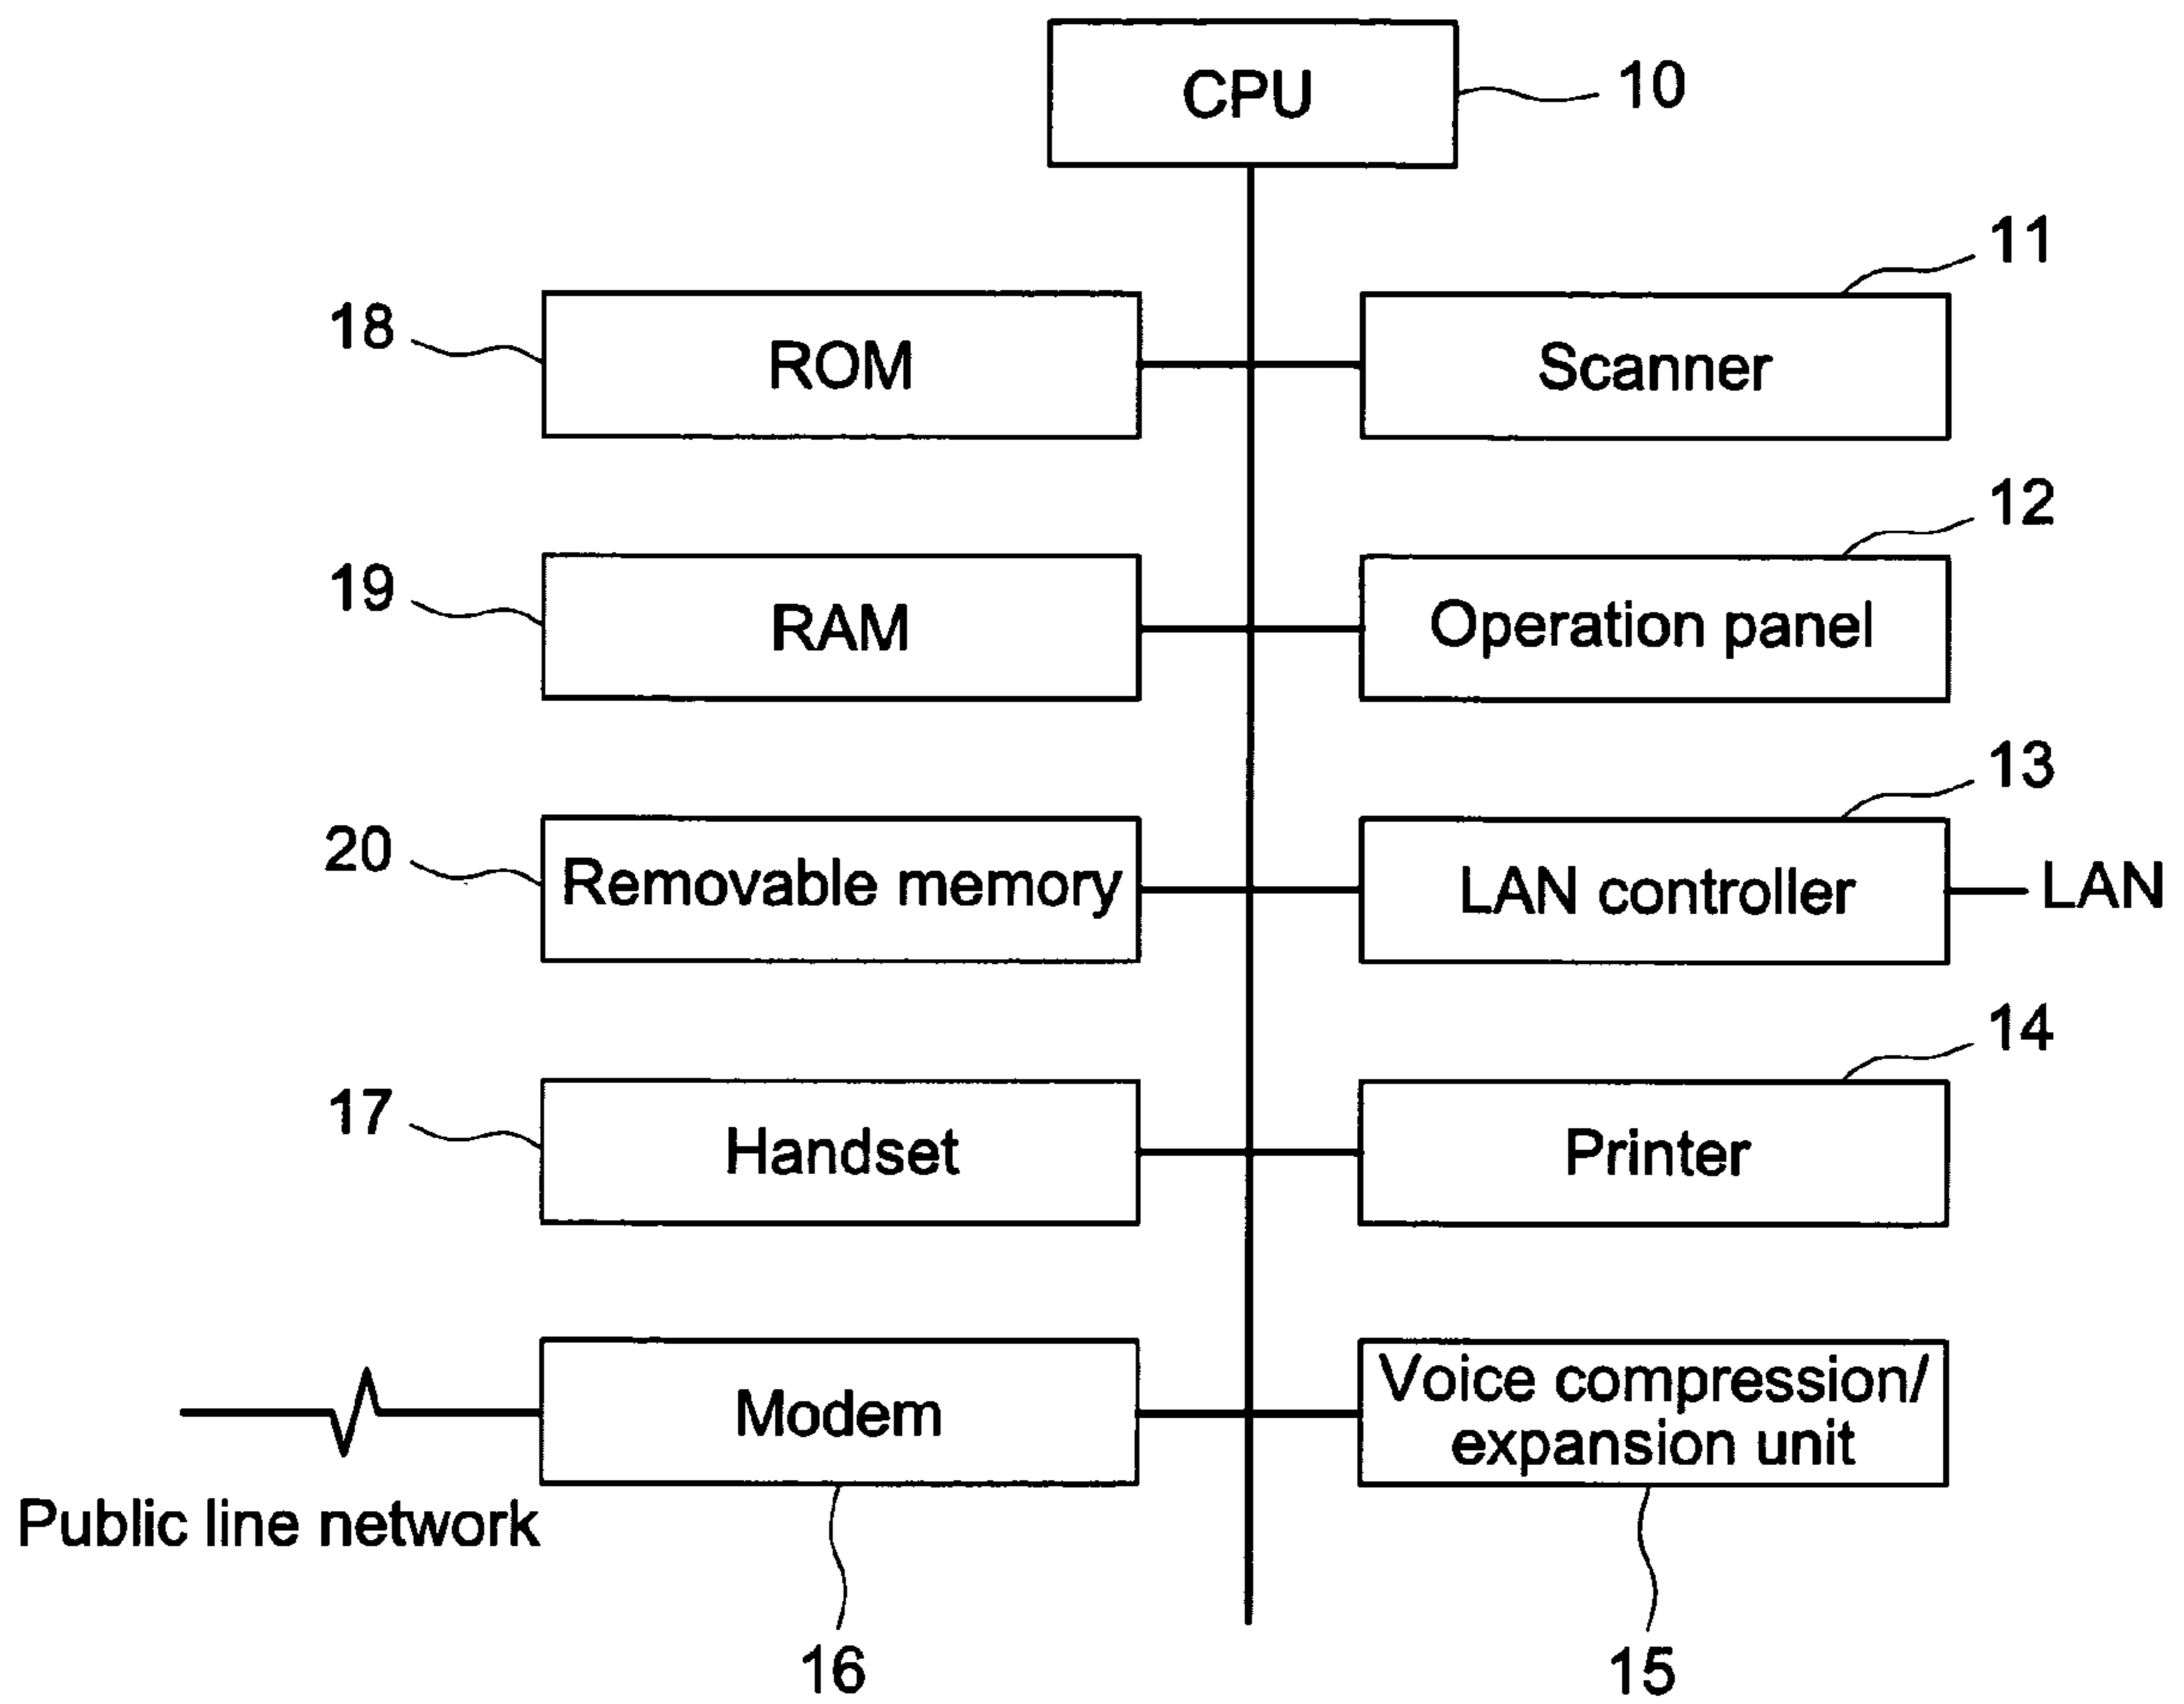 CPU
10
11
18
ROM
Scanner
12
19
RAM
Operation panel
13
20
Removable memory
LAN controller
LAN
14
17
Handset
Printer
Modem
Voice compression/
expansion unit
Public line network
16
15